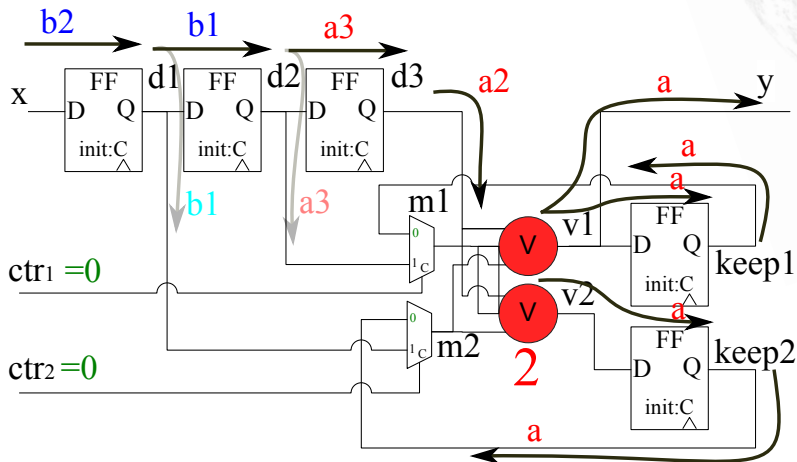 b2 b1 a3
x FF d1 FF d2 FF d3 a2 a y
D Q D Q D Q
init:C init:C init:C
a
b1 a3 m1 a
0 v1 FF
V D Q
1 C keep1
ctr1 =0 init:C
v2
0 V a
FF
1 C m2 2 keep2
ctr2 =0 D Q
init:C
a